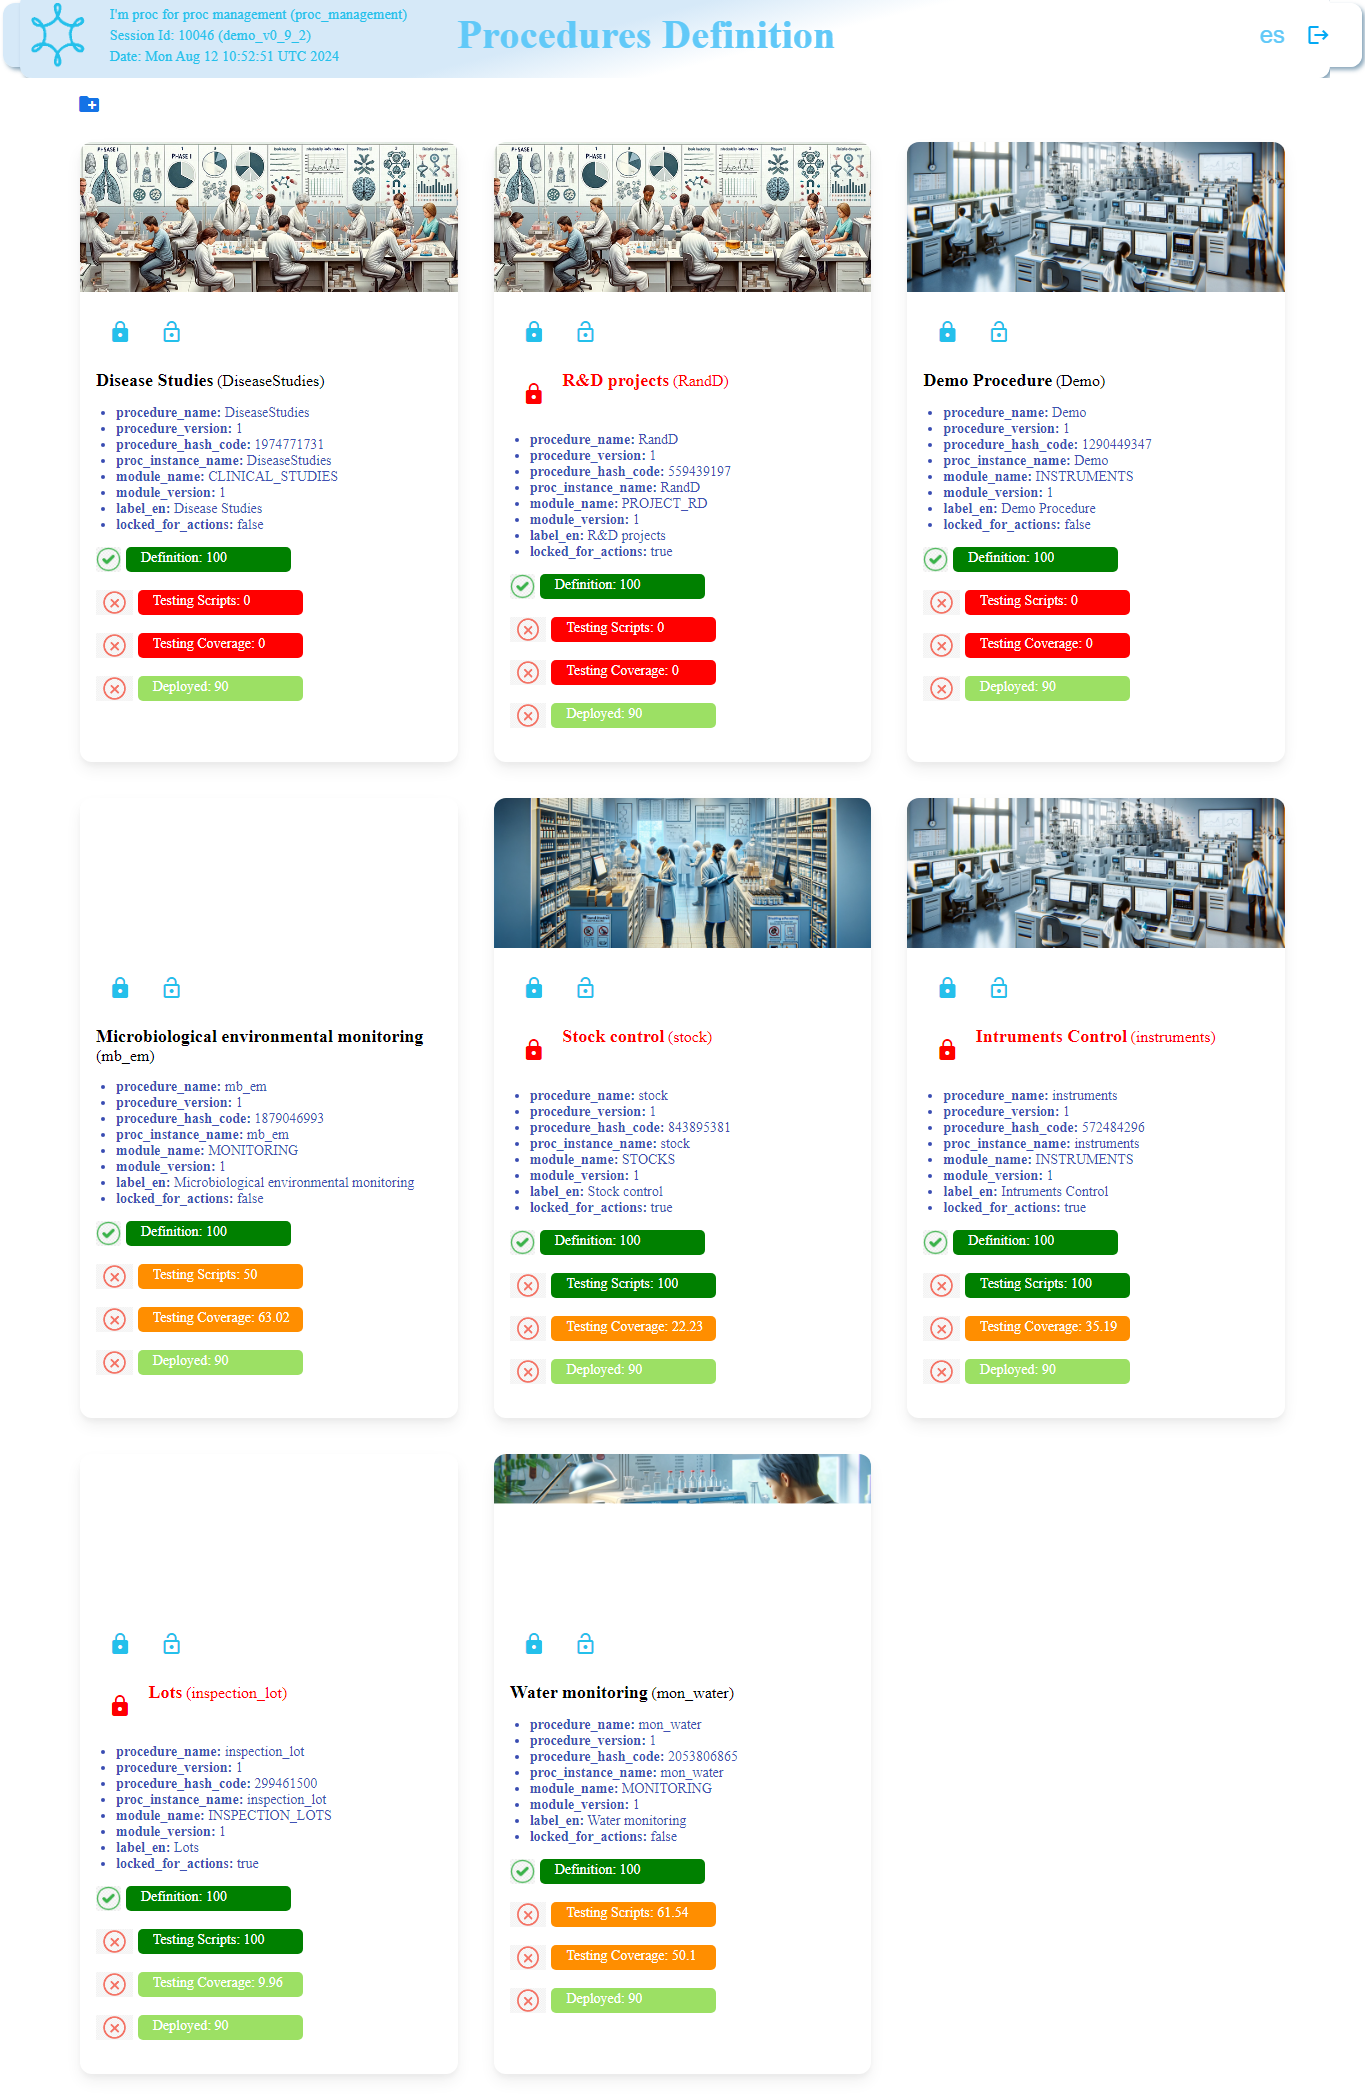 I'm proc for proc management (proc_management)
Session Id: 10046 (demo_v0_9_2)
Date: Mon Aug 12 10:52:51 UTC 2024
Procedures Definition
es
PHASE I
PHASE I
Disease Studies (DiseaseStudies)
procedure_name: DiseaseStudies
procedure_version: 1
procedure_hash_code: 1974771731
proc_instance_name: DiseaseStudies
module_name: CLINICAL_STUDIES
module_version: 1
label_en: Disease Studies
locked_for_actions: false
Definition: 100
Testing Scripts: 0
Testing Coverage: 0
Deployed: 90
R&D projects (RandD)
procedure_name: RandD
procedure_version: 1
procedure_hash_code: 559439197
proc_instance_name: RandD
module_name: PROJECT_RD
module_version: 1
label_en: R&D projects
locked_for_actions: true
Definition: 100
Testing Scripts: 0
Testing Coverage: 0
Deployed: 90
Demo Procedure (Demo)
procedure_name: Demo
procedure_version: 1
procedure_hash_code: 1290449347
proc_instance_name: Demo
module_name: INSTRUMENTS
module_version: 1
label_en: Demo Procedure
locked_for_actions: false
Definition: 100
Testing Scripts: 0
Testing Coverage: 0
Deployed: 90
Microbiological environmental monitoring
(mb_em)
procedure_name: mb_em
procedure_version: 1
procedure_hash_code: 1879046993
proc_instance_name: mb_em
module_name: MONITORING
module_version: 1
label_en: Microbiological environmental monitoring
locked_for_actions: false
Definition: 100
Testing Scripts: 50
Testing Coverage: 63.02
Deployed: 90
Stock control (stock)
procedure_name: stock
procedure_version: 1
procedure_hash_code: 843895381
proc_instance_name: stock
module_name: STOCKS
module_version: 1
label_en: Stock control
locked_for_actions: true
Definition: 100
Testing Scripts: 100
Testing Coverage: 22.23
Deployed: 90
Intruments Control (instruments)
procedure_name: instruments
procedure_version: 1
procedure_hash_code: 572484296
proc_instance_name: instruments
module_name: INSTRUMENTS
module_version: 1
label_en: Intruments Control
locked_for_actions: true
Definition: 100
Testing Scripts: 100
Testing Coverage: 35.19
Deployed: 90
Lots (inspection_lot)
procedure_name: inspection_lot
procedure_version: 1
procedure_hash_code: 299461500
proc_instance_name: inspection_lot
module_name: INSPECTION_LOTS
module_version: 1
label_en: Lots
locked_for_actions: true
Definition: 100
Testing Scripts: 100
Testing Coverage: 9.96
Deployed: 90
Water monitoring (mon_water)
procedure_name: mon_water
procedure_version: 1
procedure_hash_code: 2053806865
proc_instance_name: mon_water
module_name: MONITORING
module_version: 1
label_en: Water monitoring
locked_for_actions: false
Definition: 100
Testing Scripts: 61.54
Testing Coverage: 50.1
Deployed: 90